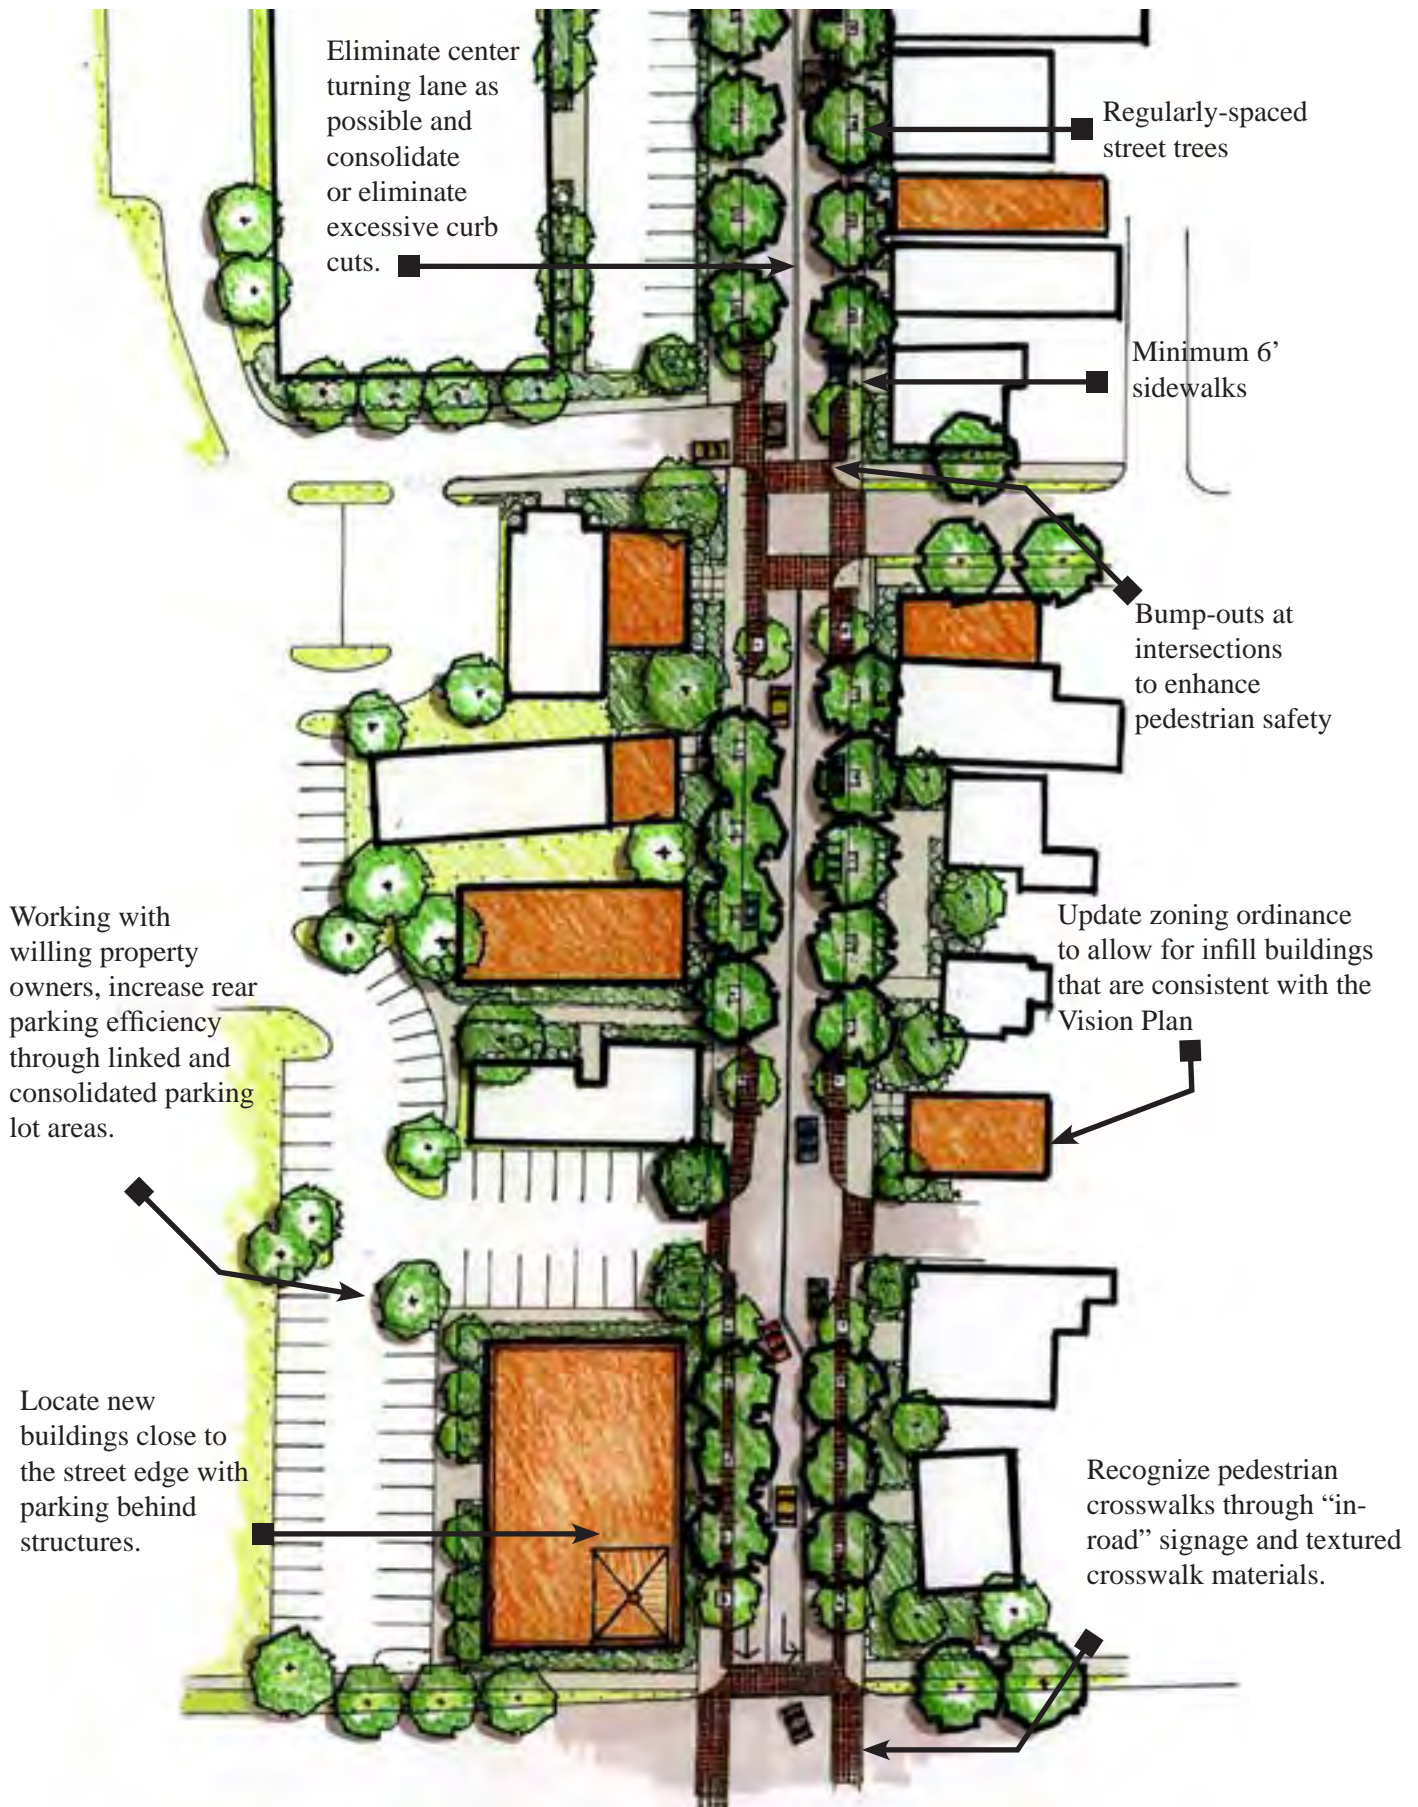 Eliminate center
turning lane as
possible and
consolidate
or eliminate
excessive curb
cuts.
Regularly-spaced
street trees
Minimum 6’
sidewalks
Bump-outs at
intersections
to enhance
pedestrian safety
Working with
willing property
owners, increase rear
parking efficiency
through linked and
consolidated parking
lot areas.
Update zoning ordinance
to allow for infill buildings
that are consistent with the
Vision Plan
Locate new
buildings close to
the street edge with
parking behind
structures.
Recognize pedestrian
crosswalks through “in-
road” signage and textured
crosswalk materials.